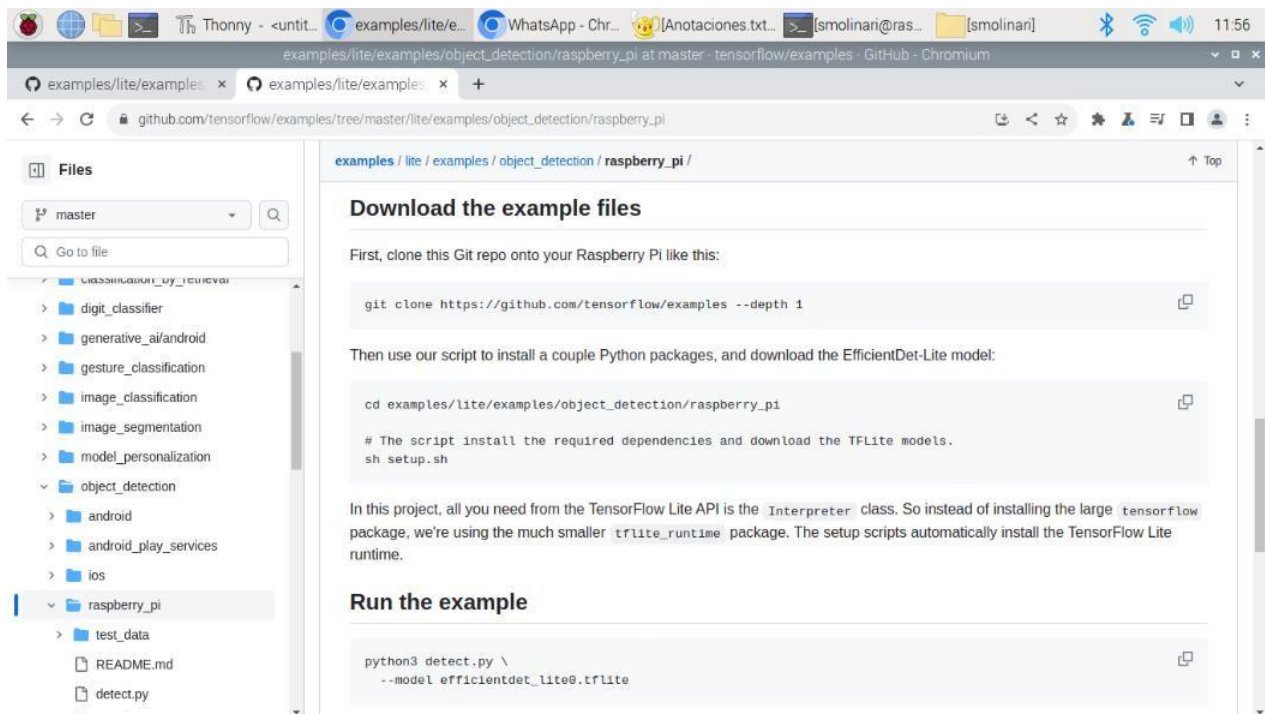 Thonny - <untit...
examples/lite/e...
WhatsApp - Chr...
[Anotaciones.txt...
[smolinari@ras...
[smolinari]
11:56
examples/lite/examples/object_detection/raspberry_pi at master · tensorflow/examples · GitHub - Chromium
examples/lite/examples
examples/lite/examples
github.com/tensorflow/examples/tree/master/lite/examples/object_detection/raspberry_pi
Files
master
Go to file
classification_by_retrieval
digit_classifier
generative_ai/android
gesture_classification
image_classification
image_segmentation
model_personalization
object_detection
android
android_play_services
ios
raspberry_pi
test_data
README.md
detect.py
examples / lite / examples / object_detection / raspberry_pi /
Top
Download the example files
First, clone this Git repo onto your Raspberry Pi like this:
git clone https://github.com/tensorflow/examples --depth 1
Then use our script to install a couple Python packages, and download the EfficientDet-Lite model:
cd examples/lite/examples/object_detection/raspberry_pi
# The script install the required dependencies and download the TFLite models.
sh setup.sh
In this project, all you need from the TensorFlow Lite API is the Interpreter class. So instead of installing the large tensorflow
package, we're using the much smaller tflite_runtime package. The setup scripts automatically install the TensorFlow Lite
runtime.
Run the example
python3 detect.py \
--model efficientdet_lite0.tflite